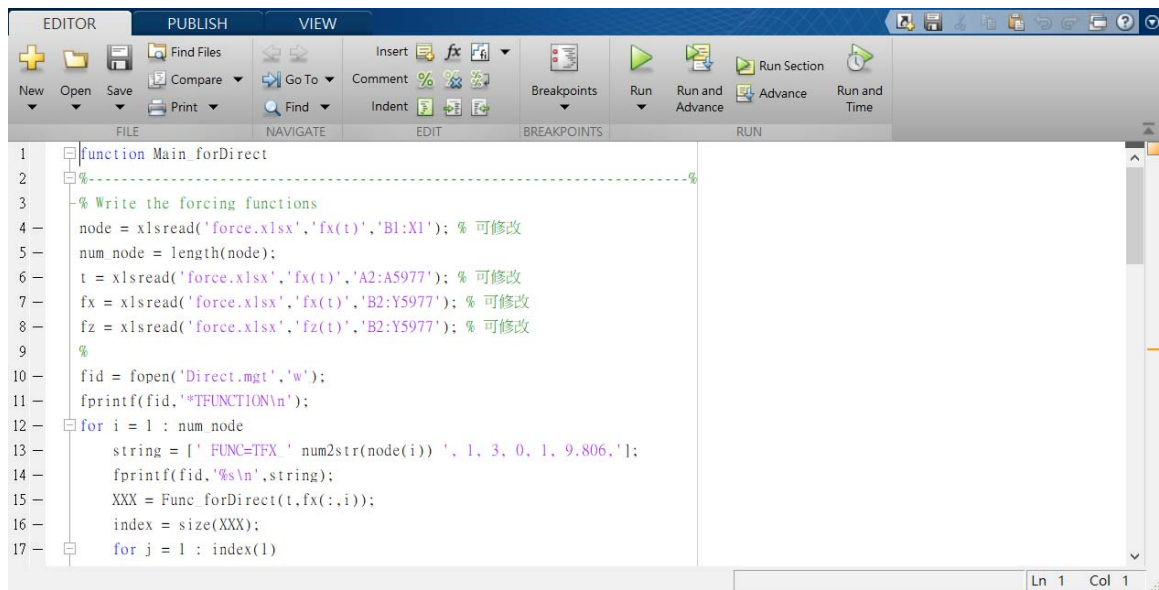 EDITOR PUBLISH VIEW
New Open Save Find Files Compare Print
Go To Find
Insert fx fi
Comment %
Indent
Breakpoints
Run Run and Advance Run Section Advance Run and Time
FILE NAVIGATE EDIT BREAKPOINTS RUN
1 function Main_forDirect
2 %-------------------------------------------------------------------------%
3 % Write the forcing functions
4 – node = xlsread('force.xlsx','fx(t)','B1:X1'); % 可修改
5 – num_node = length(node);
6 – t = xlsread('force.xlsx','fx(t)','A2:A5977'); % 可修改
7 – fx = xlsread('force.xlsx','fx(t)','B2:Y5977'); % 可修改
8 – fz = xlsread('force.xlsx','fz(t)','B2:Y5977'); % 可修改
9 %
10 – fid = fopen('Direct.mgt','w');
11 – fprintf(fid,'*TFUNCTION\n');
12 – for i = 1 : num_node
13 – string = [' FUNC=TFX_' num2str(node(i)) ', 1, 3, 0, 1, 9.806,'];
14 – fprintf(fid,'%s\n',string);
15 – XXX = Func_forDirect(t,fx(:,i));
16 – index = size(XXX);
17 – for j = 1 : index(1)
Ln 1 Col 1